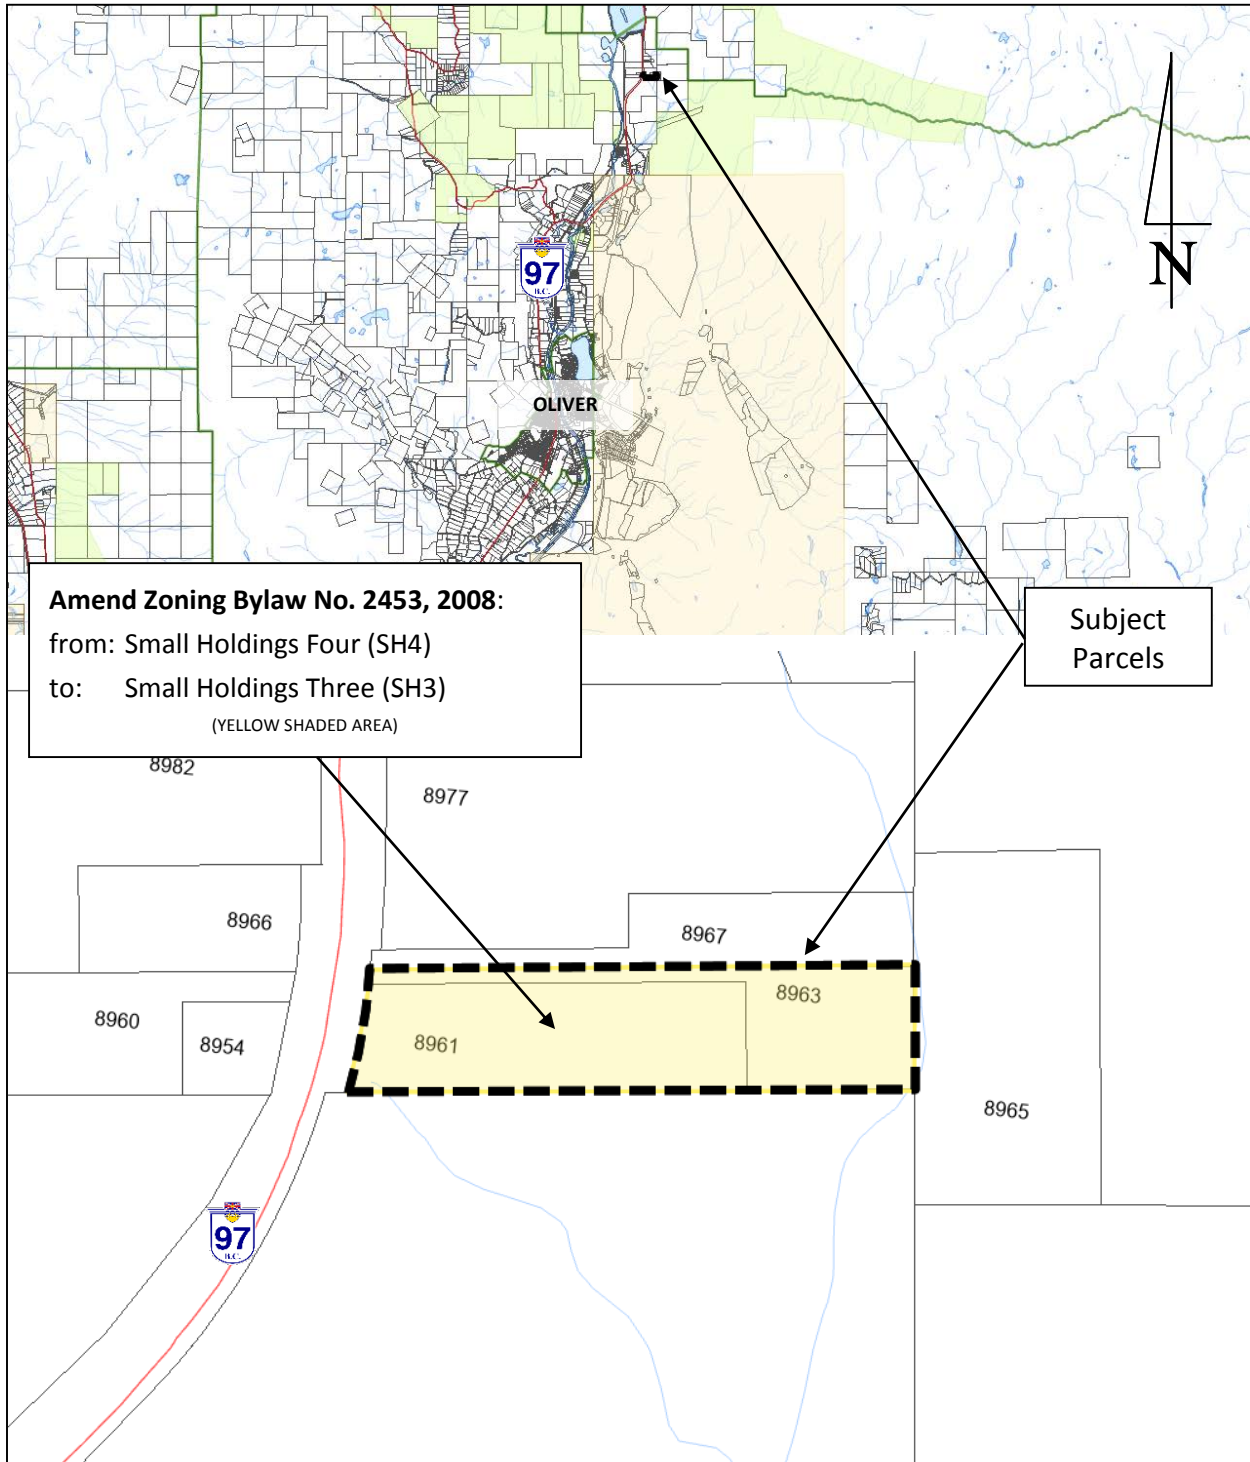 N
97
B.C.
OLIVER
Amend Zoning Bylaw No. 2453, 2008:
from: Small Holdings Four (SH4)
to: Small Holdings Three (SH3)
(YELLOW SHADED AREA)
Subject
Parcels
8982
8977
8966
8967
8963
8960
8954
8961
8965
97
B.C.